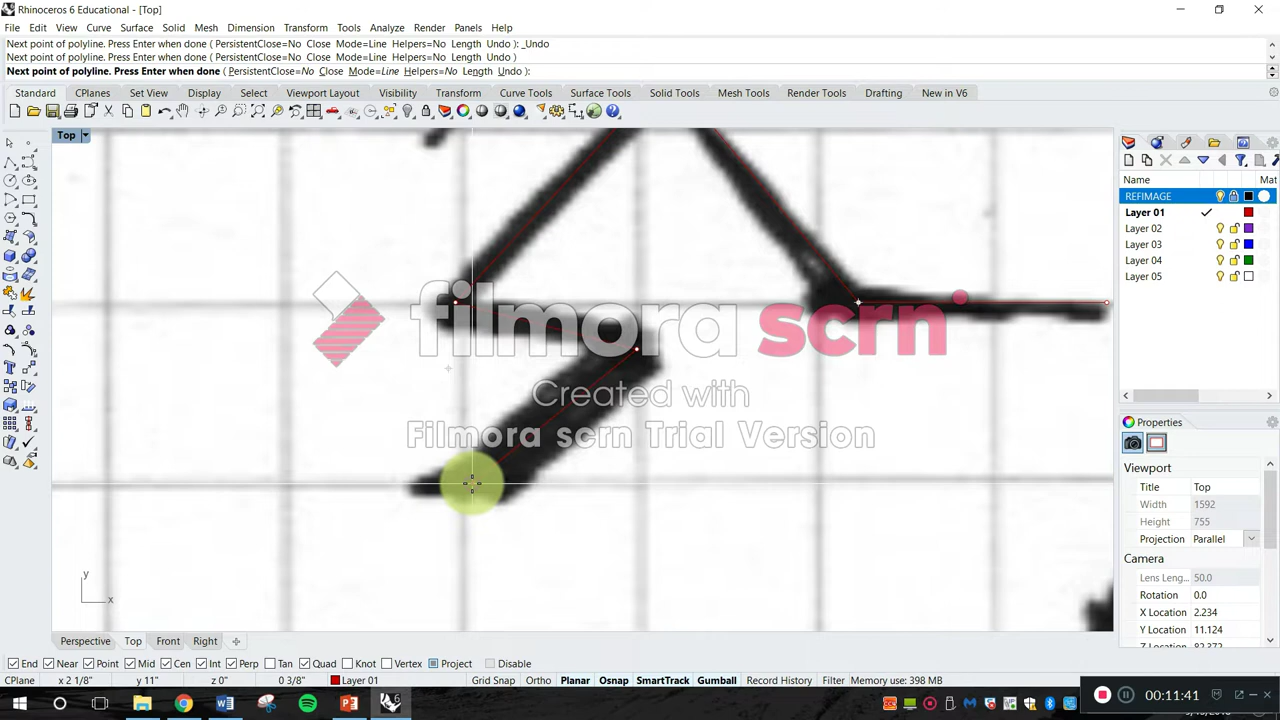 Rhinoceros 6 Educational - [Top]
File Edit View Curve Surface Solid Mesh Dimension Transform Tools Analyze Render Panels Help
Next point of polyline. Press Enter when done ( PersistentClose=No Close Mode=Line Helpers=No Length Undo ): _Undo
Next point of polyline. Press Enter when done ( PersistentClose=No Close Mode=Line Helpers=No Length Undo )
Next point of polyline. Press Enter when done ( PersistentClose=No Close Mode=Line Helpers=No Length Undo ):
Standard CPlanes Set View Display Select Viewport Layout Visibility Transform Curve Tools Surface Tools Solid Tools Mesh Tools Render Tools Drafting New in V6
Top
Name Mat
REFIMAGE
Layer 01
Layer 02
Layer 03
Layer 04
Layer 05
filmora scrn
Created with
Filmora scrn Trial Version
Properties
Viewport
Title Top
Width 1592
Height 755
Projection Parallel
Camera
Lens Leng... 50.0
Rotation 0.0
X Location 2.234
Y Location 11.124
y
x
Perspective Top Front Right
End Near Point Mid Cen Int Perp Tan Quad Knot Vertex Project Disable
CPlane x 2 1/8" y 11" z 0" 0 3/8" Layer 01 Grid Snap Ortho Planar Osnap SmartTrack Gumball Record History Filter Memory use: 398 MB
00:11:41